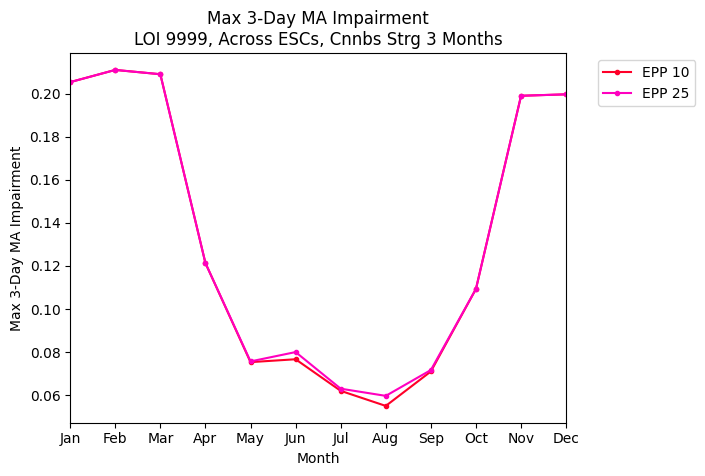 Max 3-Day MA Impairment
LOI 9999, Across ESCs, Cnnbs Strg 3 Months
EPP 10
EPP 25
Max 3-Day MA Impairment
0.20
0.18
0.16
0.14
0.12
0.10
0.08
0.06
Jan Feb Mar Apr May Jun Jul Aug Sep Oct Nov Dec
Month